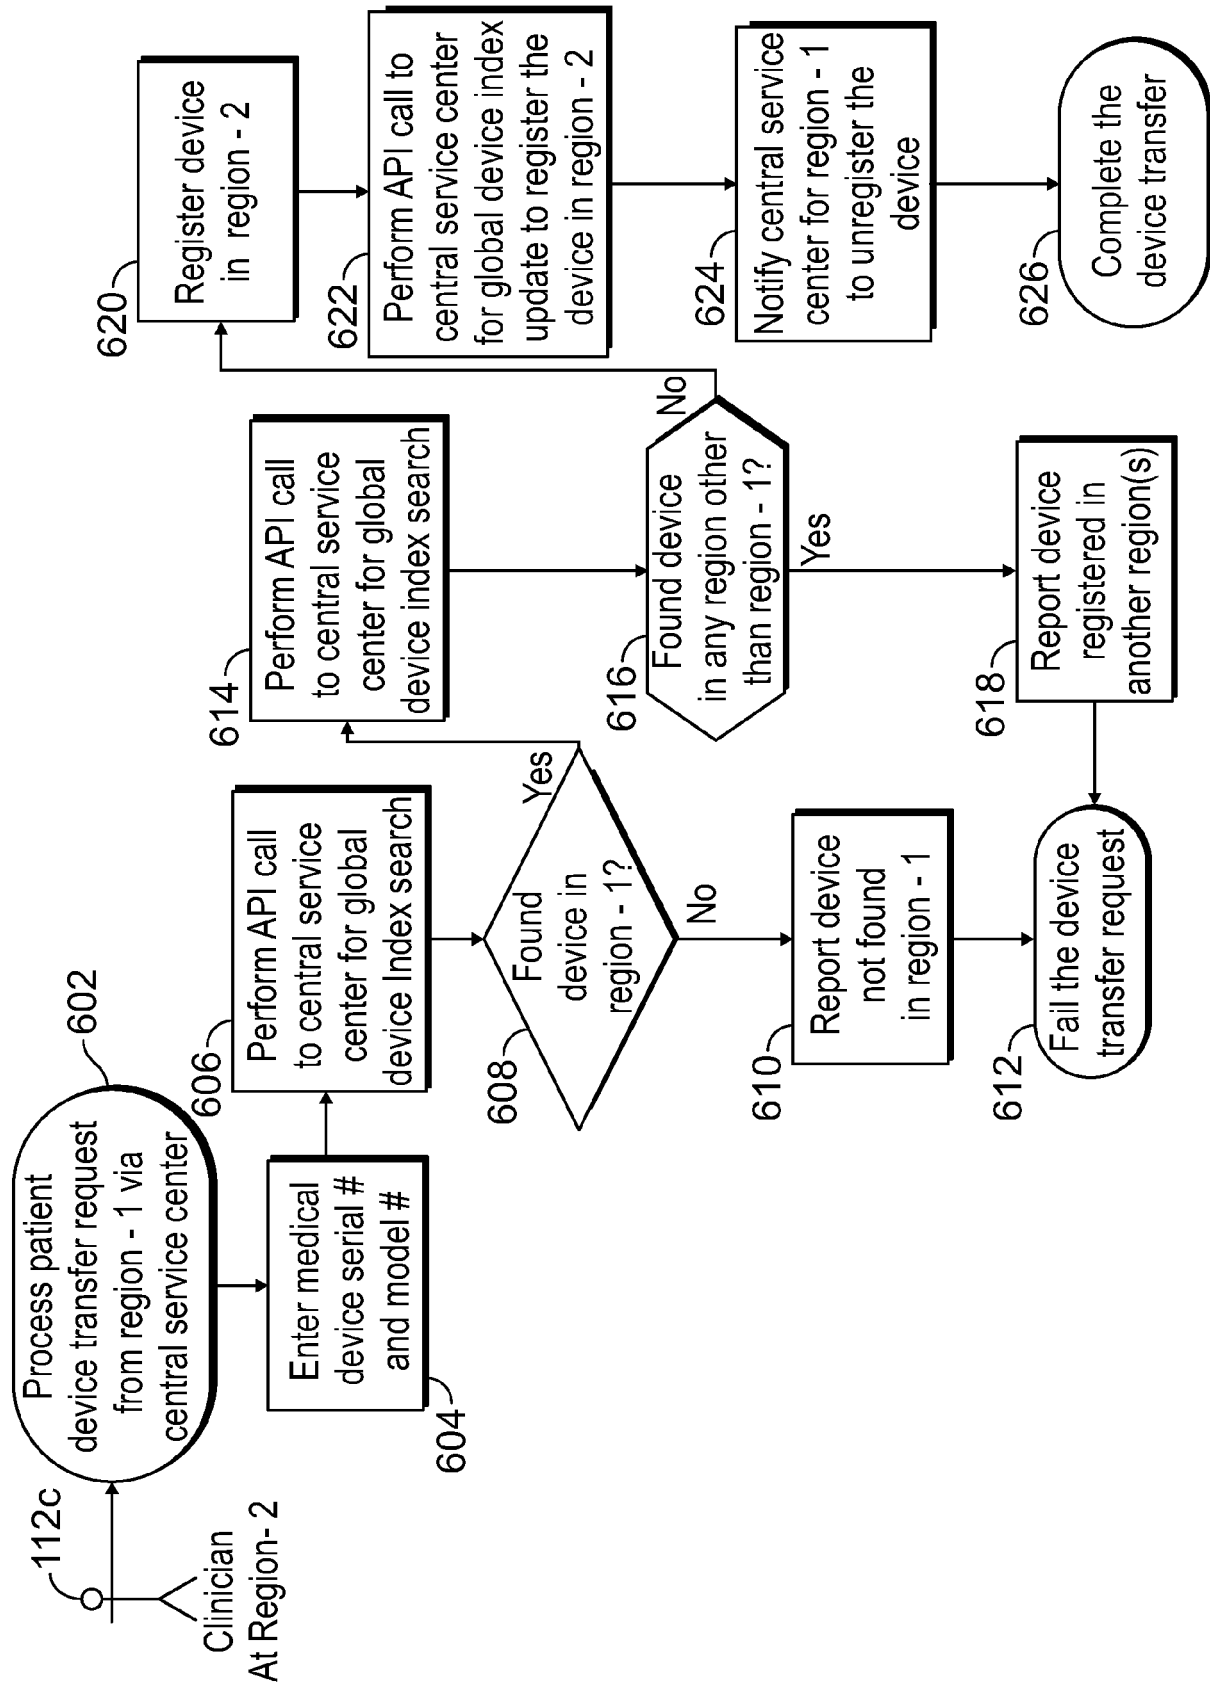 112c
Clinician
At Region- 2
602
Process patient
device transfer request
from region - 1 via
central service center
604
Enter medical
device serial #
and model #
606
Perform API call
to central service
center for global
device Index search
608
Found
device in
region - 1?
Yes
No
610
Report device
not found
in region - 1
612
Fail the device
transfer request
614
Perform API call
to central service
center for global
device index search
616
Found device
in any region other
than region - 1?
No
Yes
618
Report device
registered in
another region(s)
620
Register device
in region - 2
622
Perform API call to
central service center
for global device index
update to register the
device in region - 2
624
Notify central service
center for region - 1
to unregister the
device
626
Complete the
device transfer